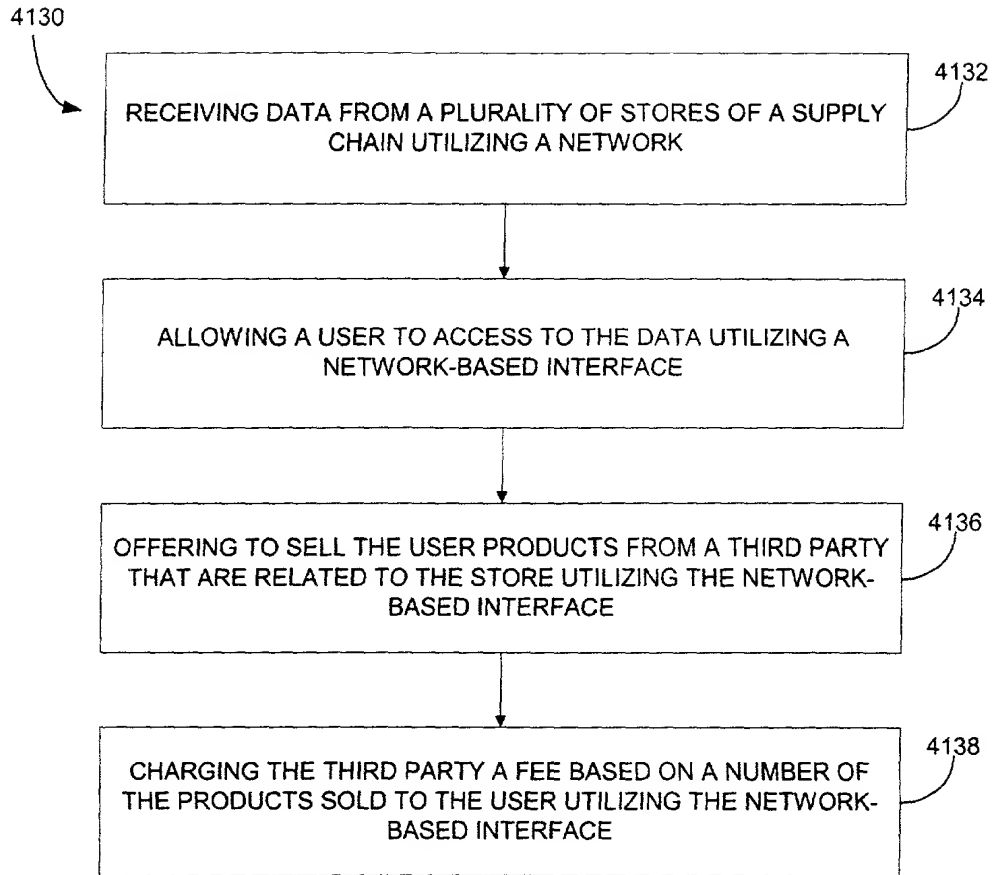 4130
4132
RECEIVING DATA FROM A PLURALITY OF STORES OF A SUPPLY
CHAIN UTILIZING A NETWORK
4134
ALLOWING A USER TO ACCESS TO THE DATA UTILIZING A
NETWORK-BASED INTERFACE
4136
OFFERING TO SELL THE USER PRODUCTS FROM A THIRD PARTY
THAT ARE RELATED TO THE STORE UTILIZING THE NETWORK-
BASED INTERFACE
4138
CHARGING THE THIRD PARTY A FEE BASED ON A NUMBER OF
THE PRODUCTS SOLD TO THE USER UTILIZING THE NETWORK-
BASED INTERFACE